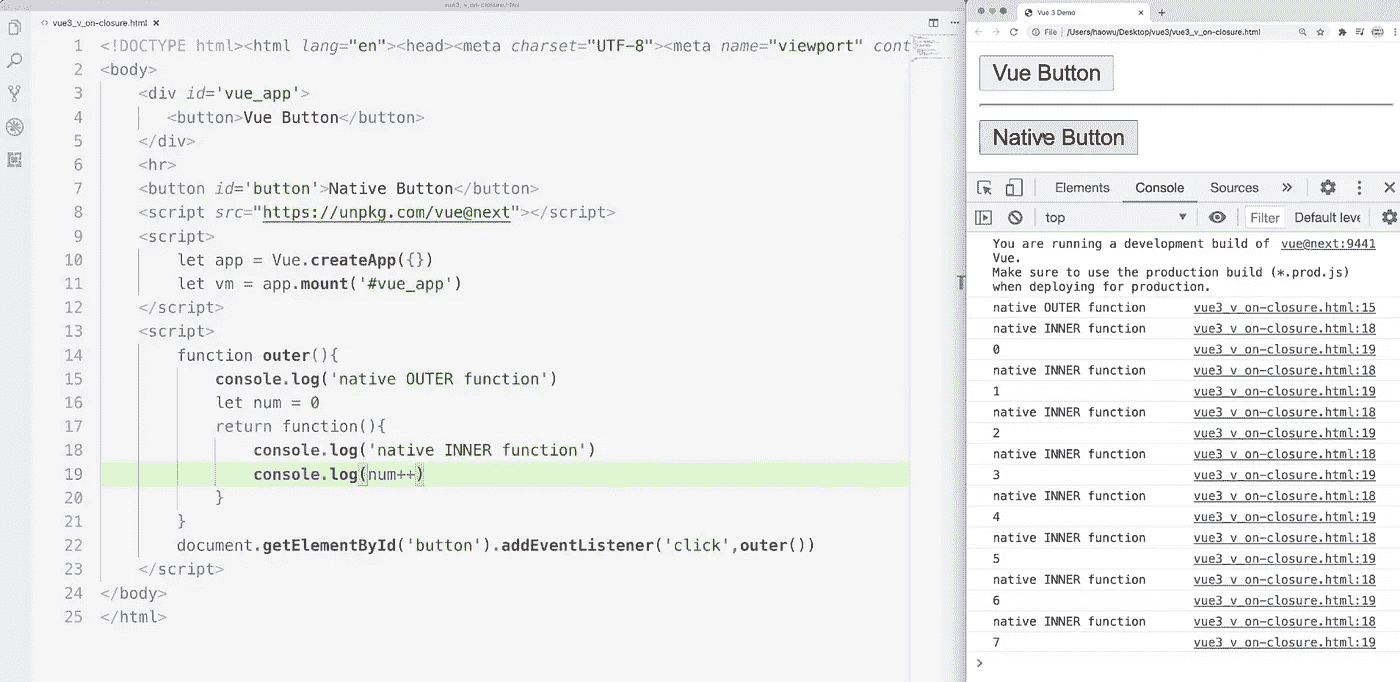 vue3_v_on-closure.html
<> vue3_v_on-closure.html ×
1 <!DOCTYPE html><html lang="en"><head><meta charset="UTF-8"><meta name="viewport" cont
2 <body>
3 <div id='vue_app'>
4 <button>Vue Button</button>
5 </div>
6 <hr>
7 <button id='button'>Native Button</button>
8 <script src="https://unpkg.com/vue@next"></script>
9 <script>
10 let app = Vue.createApp({})
11 let vm = app.mount('#vue_app')
12 </script>
13 <script>
14 function outer(){
15 console.log('native OUTER function')
16 let num = 0
17 return function(){
18 console.log('native INNER function')
19 console.log(num++)
20 }
21 }
22 document.getElementById('button').addEventListener('click',outer())
23 </script>
24 </body>
25 </html>
Vue 3 Demo × +
File | /Users/haowu/Desktop/vue3/vue3_v_on-closure.html
Vue Button
Native Button
Elements Console Sources »
top Filter Default leve
You are running a development build of vue@next:9441
Vue.
Make sure to use the production build (*.prod.js)
when deploying for production.
native OUTER function vue3_v_on-closure.html:15
native INNER function vue3_v_on-closure.html:18
0 vue3_v_on-closure.html:19
native INNER function vue3_v_on-closure.html:18
1 vue3_v_on-closure.html:19
native INNER function vue3_v_on-closure.html:18
2 vue3_v_on-closure.html:19
native INNER function vue3_v_on-closure.html:18
3 vue3_v_on-closure.html:19
native INNER function vue3_v_on-closure.html:18
4 vue3_v_on-closure.html:19
native INNER function vue3_v_on-closure.html:18
5 vue3_v_on-closure.html:19
native INNER function vue3_v_on-closure.html:18
6 vue3_v_on-closure.html:19
native INNER function vue3_v_on-closure.html:18
7 vue3_v_on-closure.html:19
>